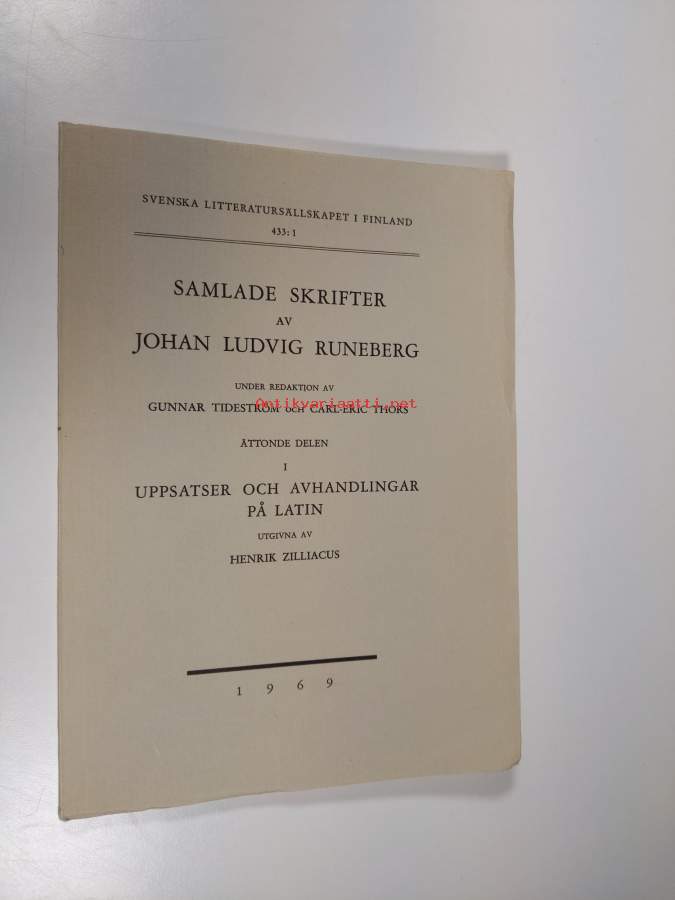 SVENSKA LITTERATURSÄLLSKAPET I FINLAND
433:1
SAMLADE SKRIFTER
AV
JOHAN LUDVIG RUNEBERG
UNDER REDAKTION AV
Antikvariaatti.net
GUNNAR TIDESTRÖM OCH CARL-ERIC THORS
ÅTTONDE DELEN
I
UPPSATSER OCH AVHANDLINGAR
PÅ LATIN
UTGIVNA AV
HENRIK ZILLIACUS
1969